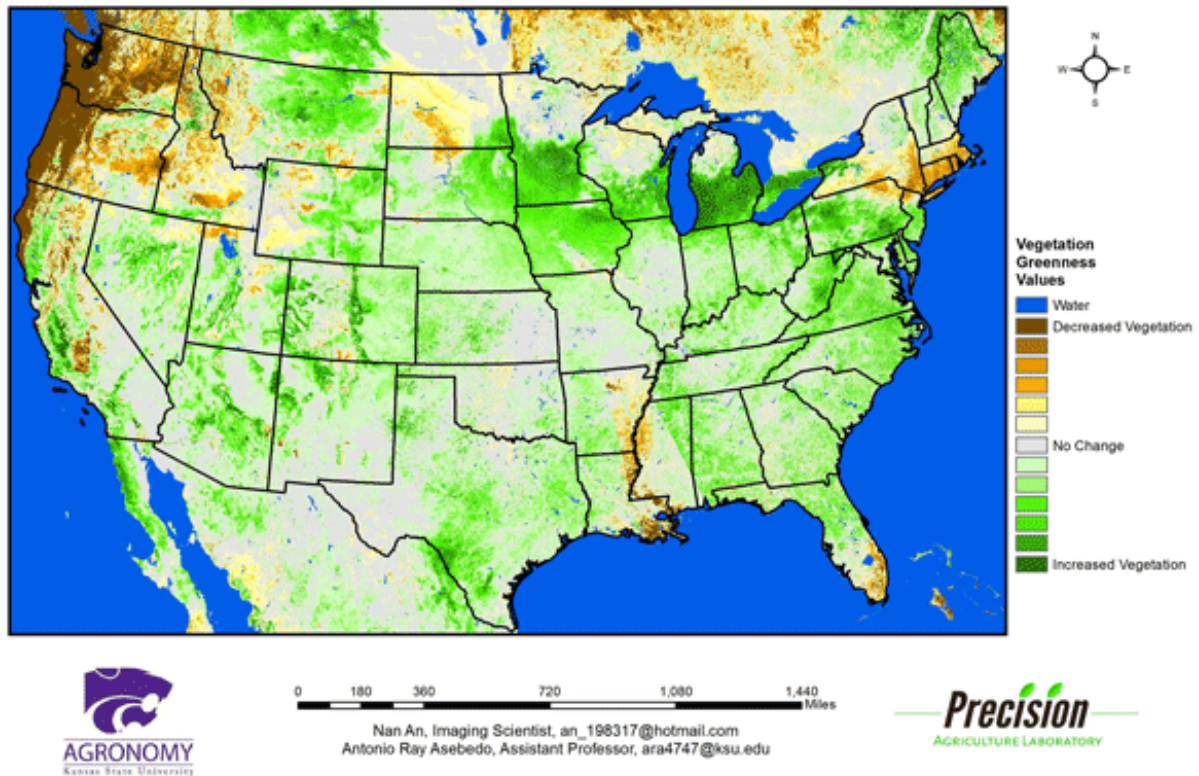 N
W E
S
Vegetation
Greenness
Values
Water
Decreased Vegetation
No Change
Increased Vegetation
0 180 360 720 1,080 1,440
Miles
Nan An, Imaging Scientist, an_198317@hotmail.com
Antonio Ray Asebedo, Assistant Professor, ara4747@ksu.edu
AGRONOMY
Kansas State University
Precision
AGRICULTURE LABORATORY